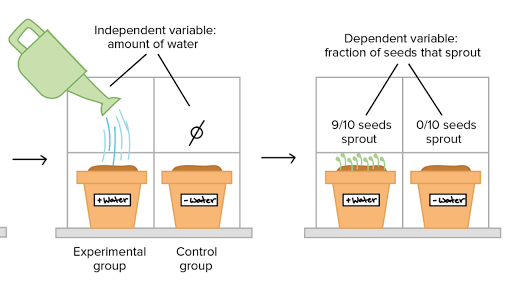 Independent variable:
amount of water
+Water
-Water
Experimental
group
Control
group
Dependent variable:
fraction of seeds that sprout
9/10 seeds
sprout
0/10 seeds
sprout
+Water
-Water